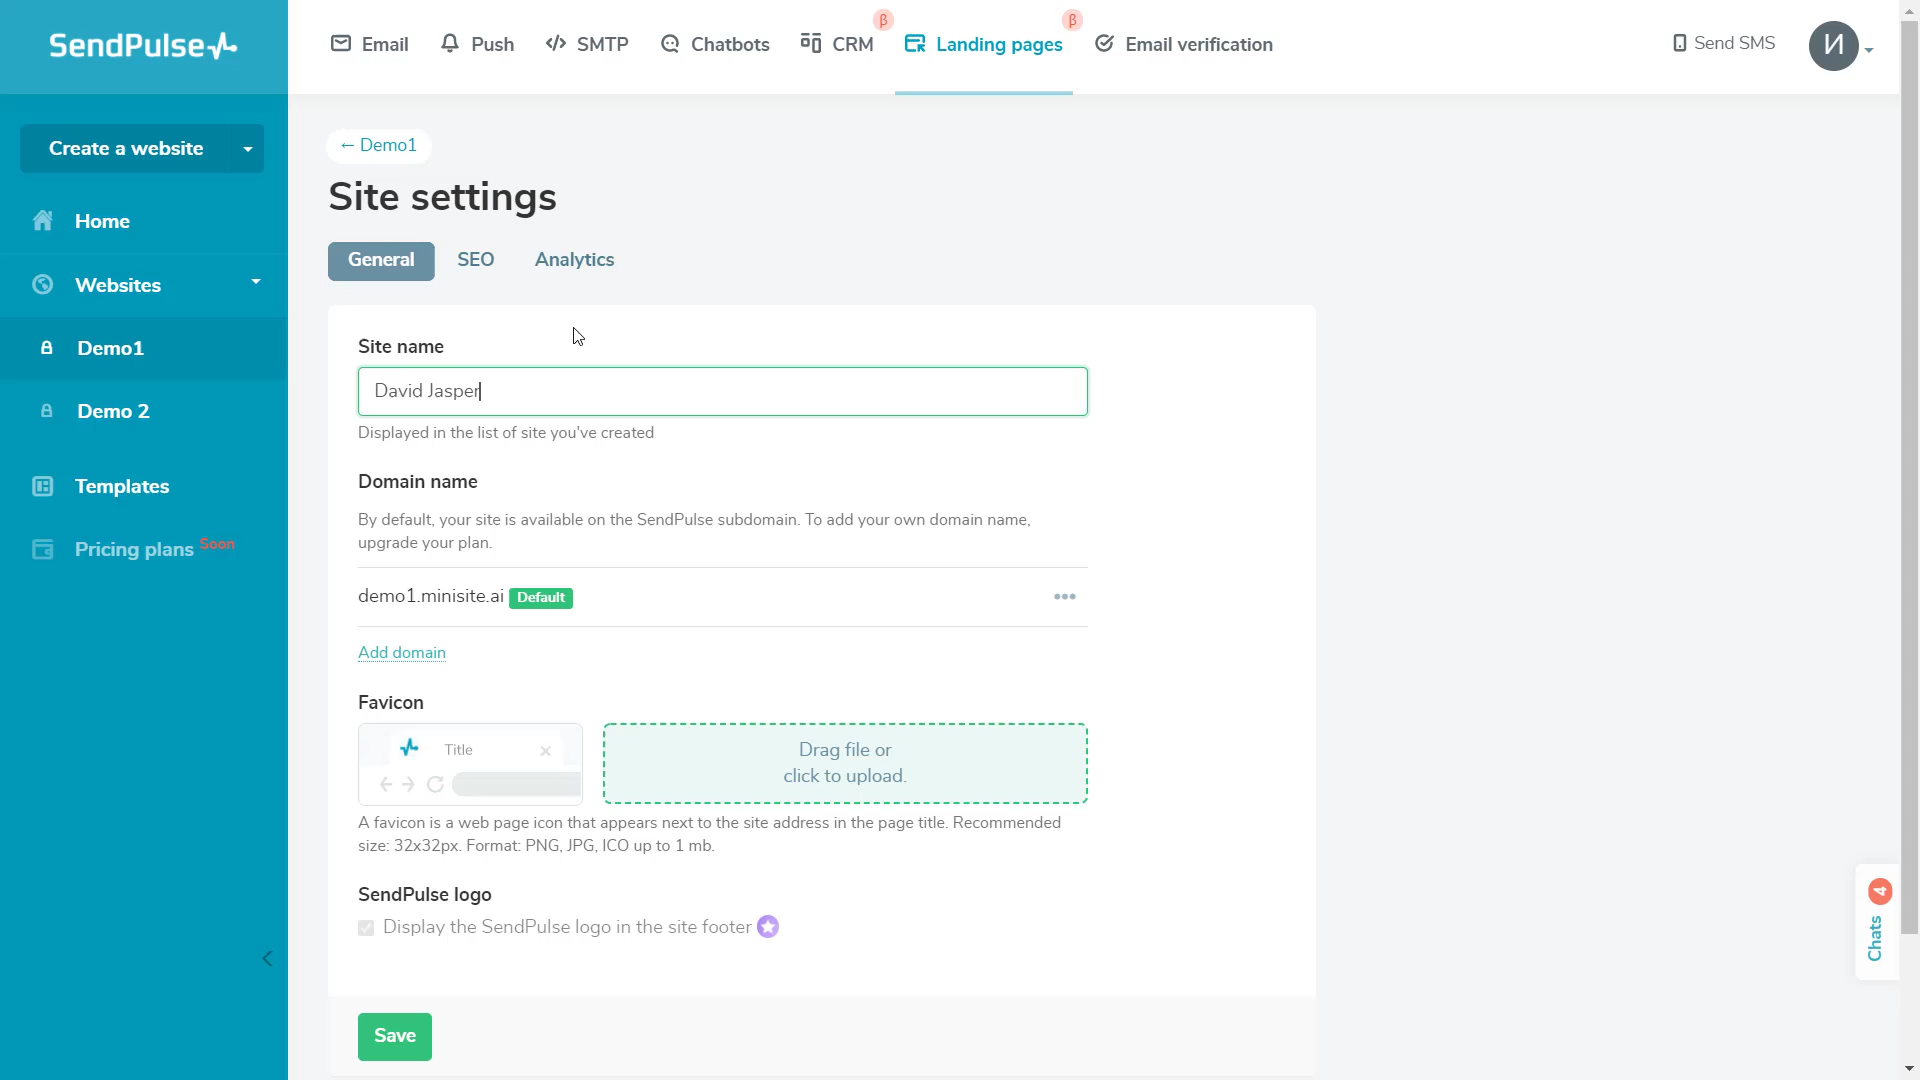 SendPulse
Email
Push
SMTP
Chatbots
CRM
β
Landing pages
β
Email verification
Send SMS
И
Create a website
Home
Websites
Demo1
Demo 2
Templates
Pricing plans Soon
← Demo1
Site settings
General
SEO
Analytics
Site name
David Jasper
Displayed in the list of site you've created
Domain name
By default, your site is available on the SendPulse subdomain. To add your own domain name,
upgrade your plan.
demo1.minisite.ai Default
Add domain
Favicon
Title
Drag file or
click to upload.
A favicon is a web page icon that appears next to the site address in the page title. Recommended
size: 32x32px. Format: PNG, JPG, ICO up to 1 mb.
SendPulse logo
Display the SendPulse logo in the site footer
Save
Chats 4